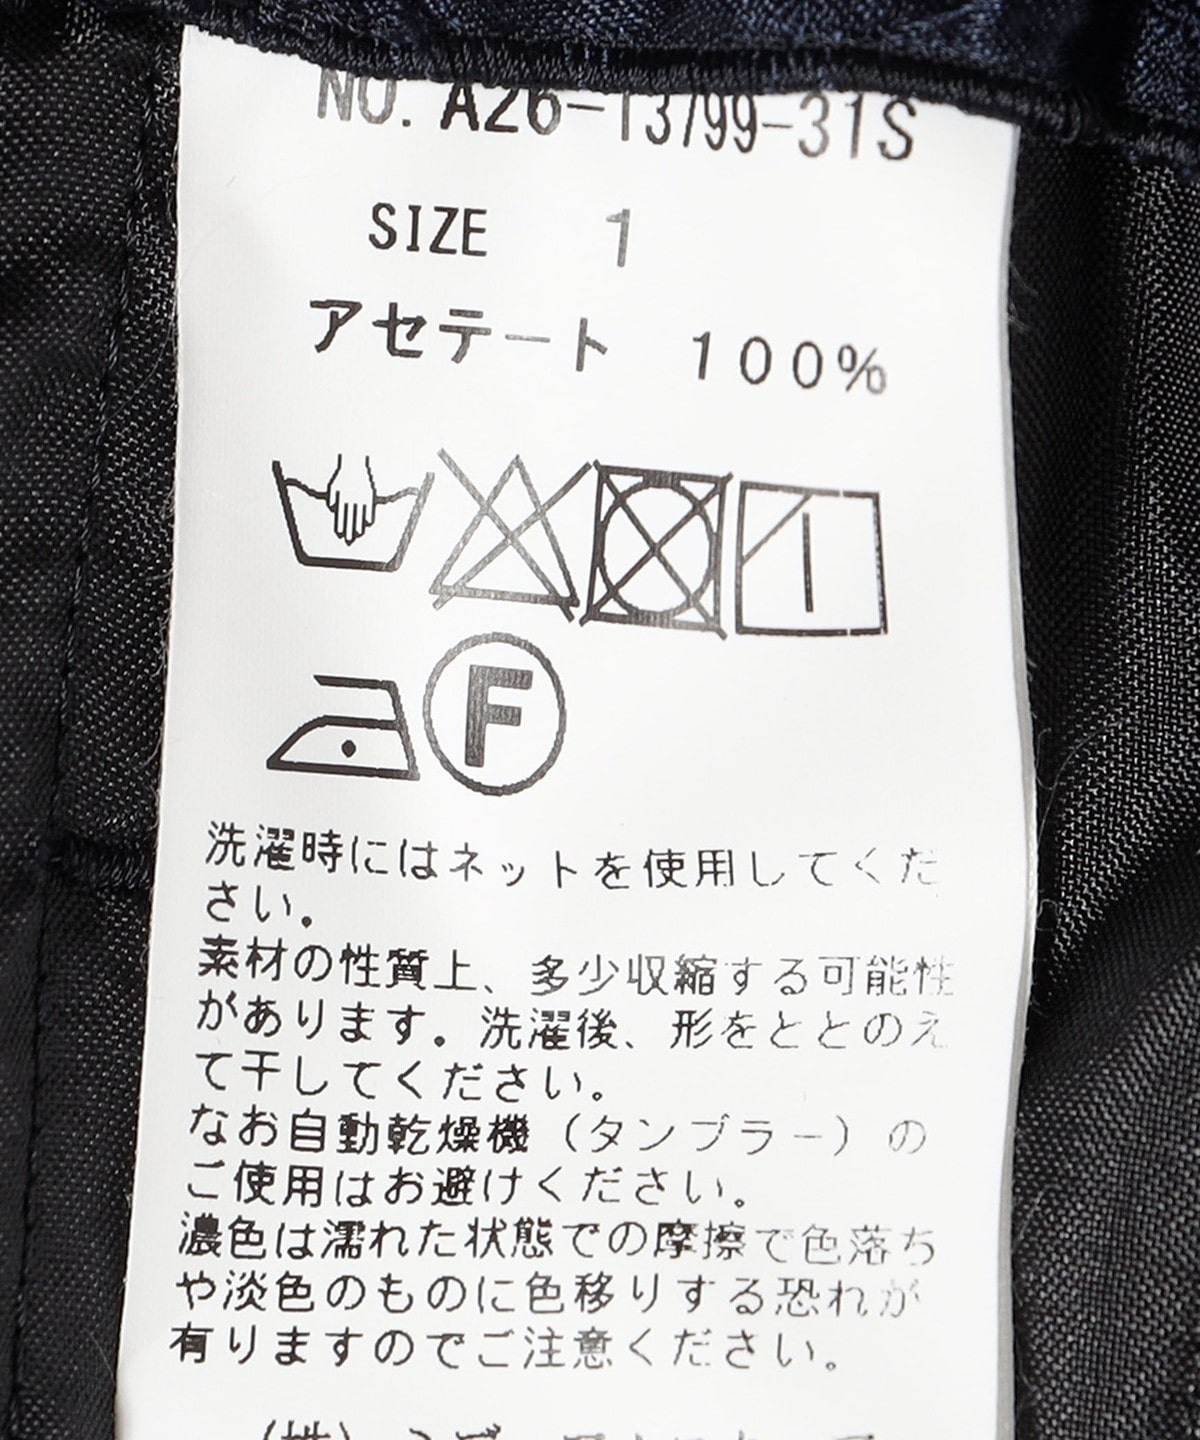 NO. A26-13799-31S
SIZE 1
アセテート 100%
F
洗濯時にはネットを使用してくだ
さい。
素材の性質上、多少収縮する可能性
があります。洗濯後、形をととのえ
て干してください。
なお自動乾燥機（タンブラー）の
ご使用はお避けください。
濃色は濡れた状態での摩擦で色落ち
や淡色のものに色移りする恐れが
有りますのでご注意ください。
(株)